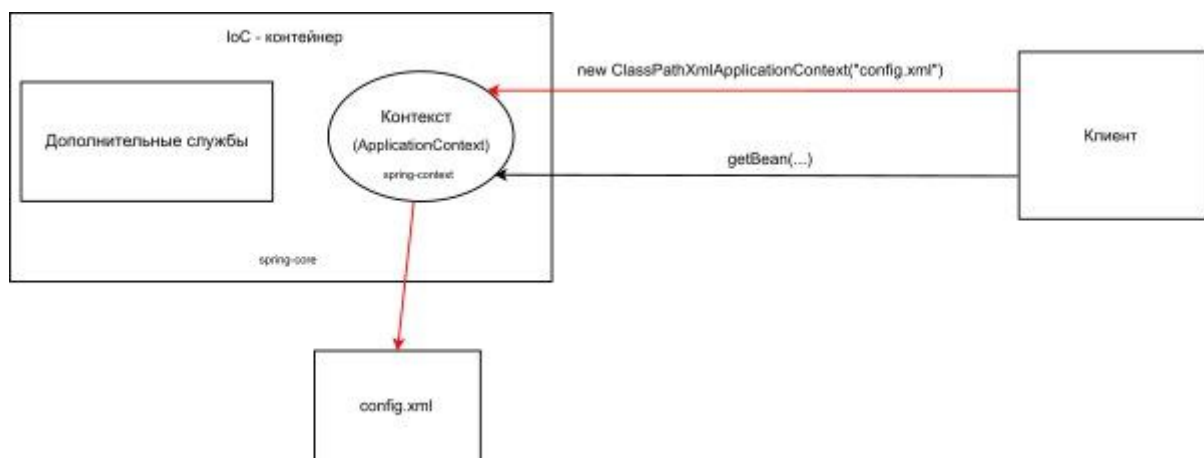 IoC - контейнер
Дополнительные службы
Контекст
(ApplicationContext)
spring-context
spring-core
new ClassPathXmlApplicationContext("config.xml")
getBean(...)
Клиент
config.xml